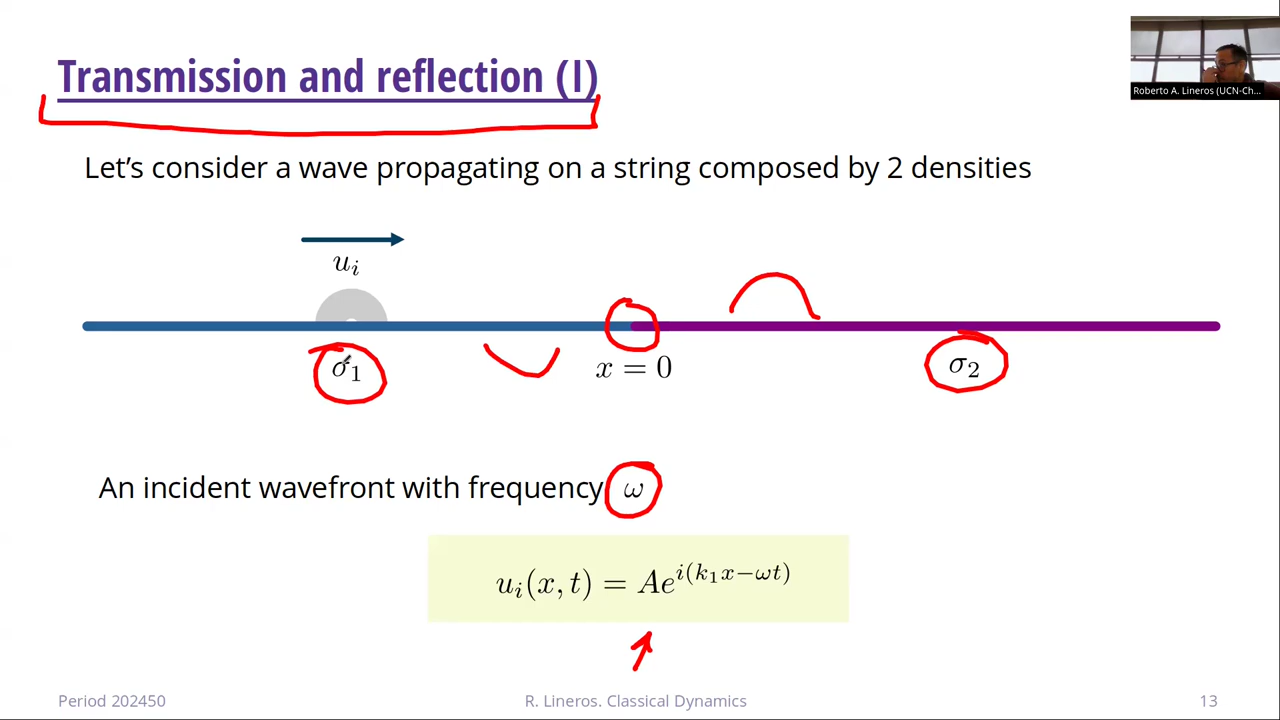 Transmission and reflection (I)
Roberto A. Lineros (UCN-Ch...
Let's consider a wave propagating on a string composed by 2 densities
u_i
σ_1
x = 0
σ_2
An incident wavefront with frequency ω
u_i(x, t) = Ae^{i(k_1x−ωt)}
Period 202450
R. Lineros. Classical Dynamics
13